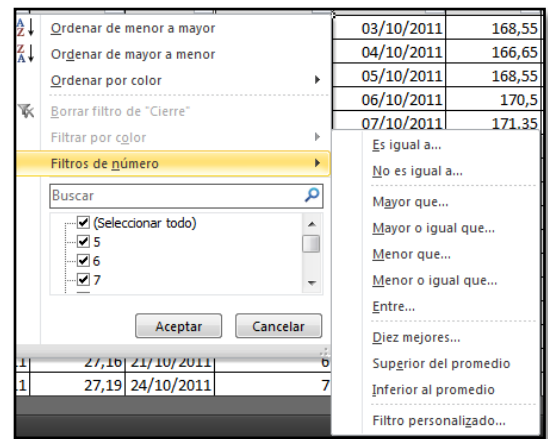 Ordenar de menor a mayor
Ordenar de mayor a menor
Ordenar por color
Borrar filtro de "Cierre"
Filtrar por color
Filtros de número
Buscar
(Seleccionar todo)
5
6
7
Aceptar Cancelar
03/10/2011 168,55
04/10/2011 166,65
05/10/2011 168,55
06/10/2011 170,5
07/10/2011 171,35
Es igual a...
No es igual a...
Mayor que...
Mayor o igual que...
Menor que...
Menor o igual que...
Entre...
Diez mejores...
Superior del promedio
Inferior al promedio
Filtro personalizado...
11 27,16 21/10/2011 6
11 27,19 24/10/2011 7